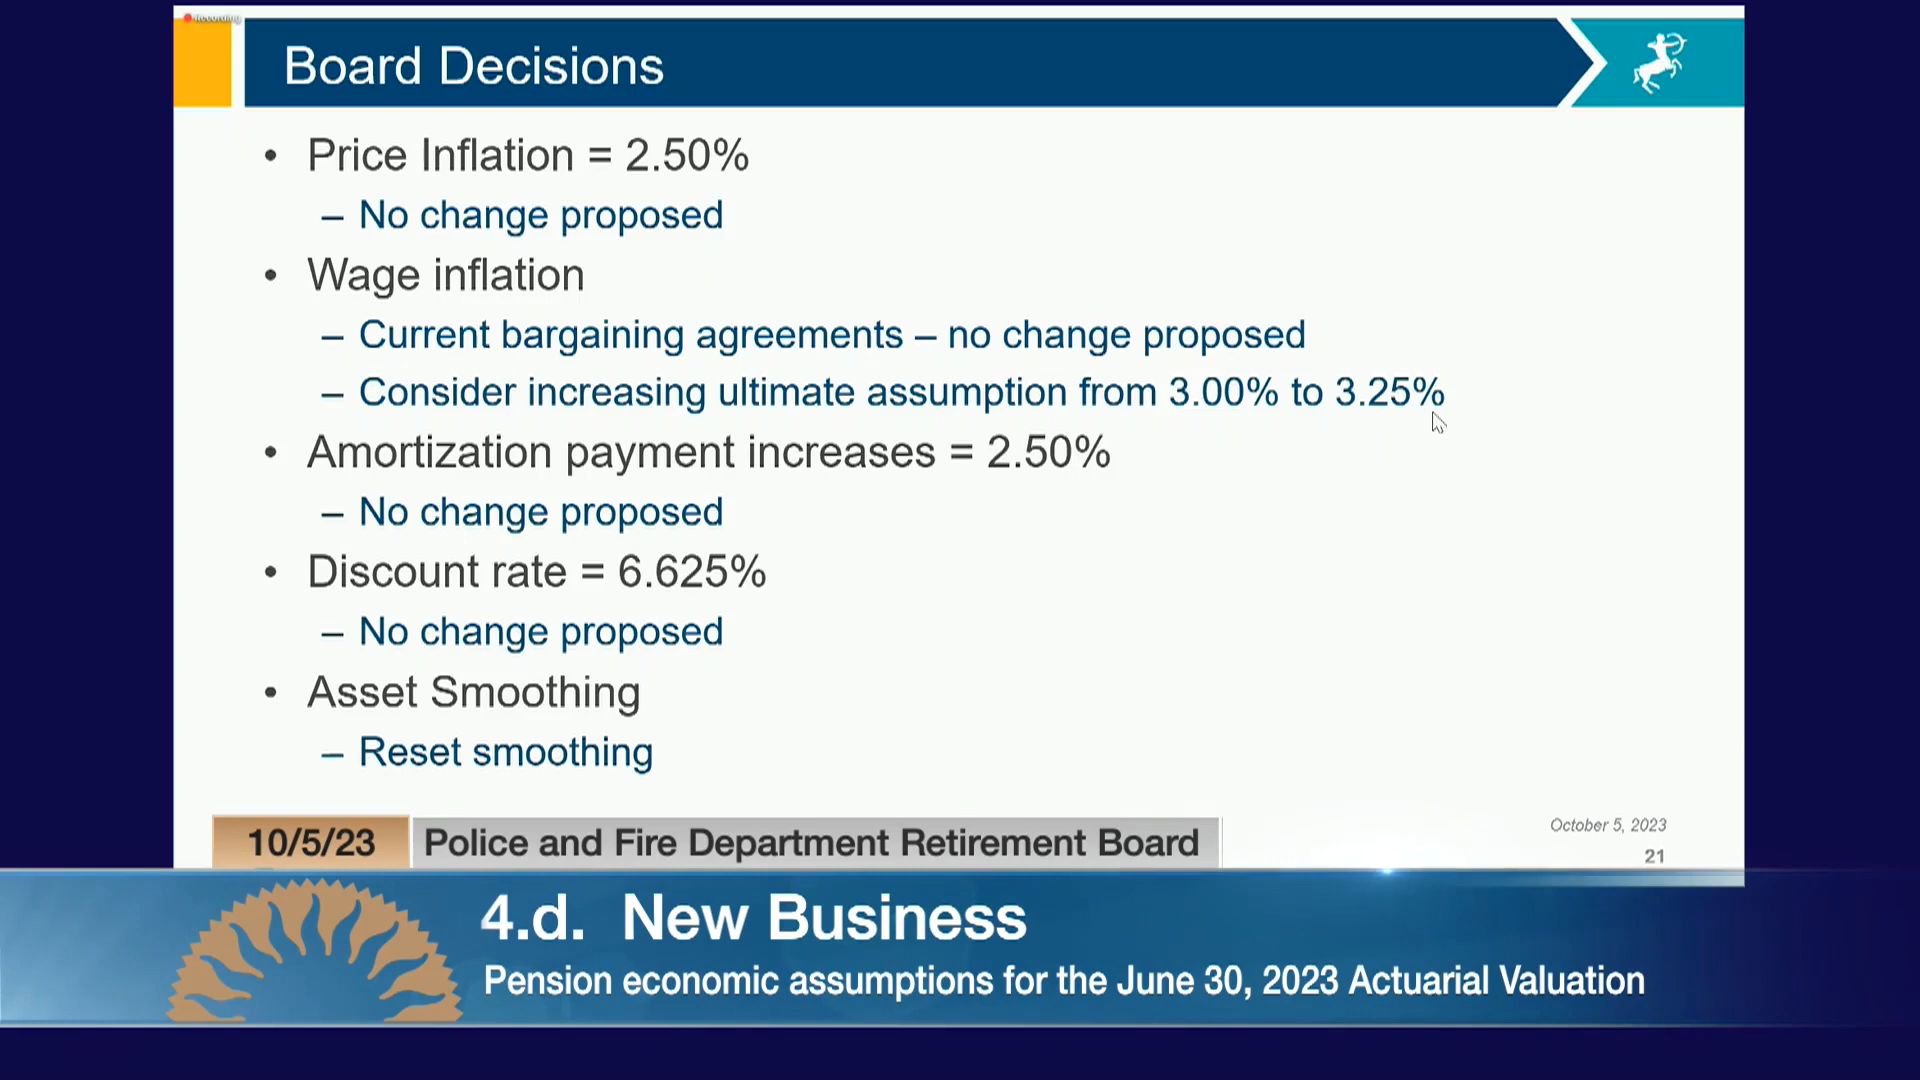 Recording
Board Decisions
• Price Inflation = 2.50%
– No change proposed
• Wage inflation
– Current bargaining agreements – no change proposed
– Consider increasing ultimate assumption from 3.00% to 3.25%
• Amortization payment increases = 2.50%
– No change proposed
• Discount rate = 6.625%
– No change proposed
• Asset Smoothing
– Reset smoothing
October 5, 2023
21
10/5/23 Police and Fire Department Retirement Board
4.d. New Business
Pension economic assumptions for the June 30, 2023 Actuarial Valuation